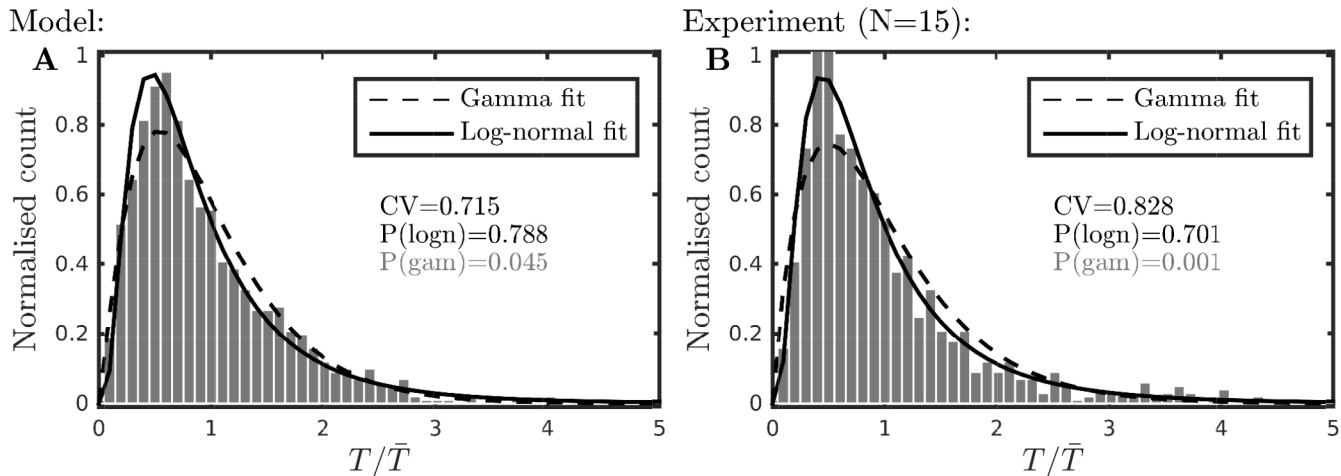 Model:
Experiment (N=15):
A
1
0.8
0.6
0.4
0.2
0
Normalised count
Gamma fit
Log-normal fit
CV=0.715
P(logn)=0.788
P(gam)=0.045
0 1 2 3 4 5
T/T̄
B
1
0.8
0.6
0.4
0.2
0
Normalised count
Gamma fit
Log-normal fit
CV=0.828
P(logn)=0.701
P(gam)=0.001
0 1 2 3 4 5
T/T̄